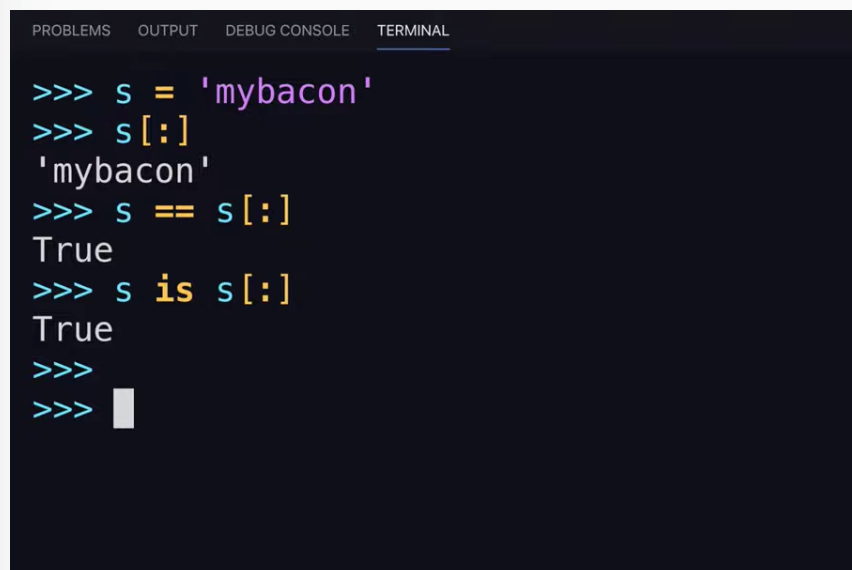 PROBLEMS OUTPUT DEBUG CONSOLE TERMINAL
>>> s = 'mybacon'
>>> s[:]
'mybacon'
>>> s == s[:]
True
>>> s is s[:]
True
>>>
>>>